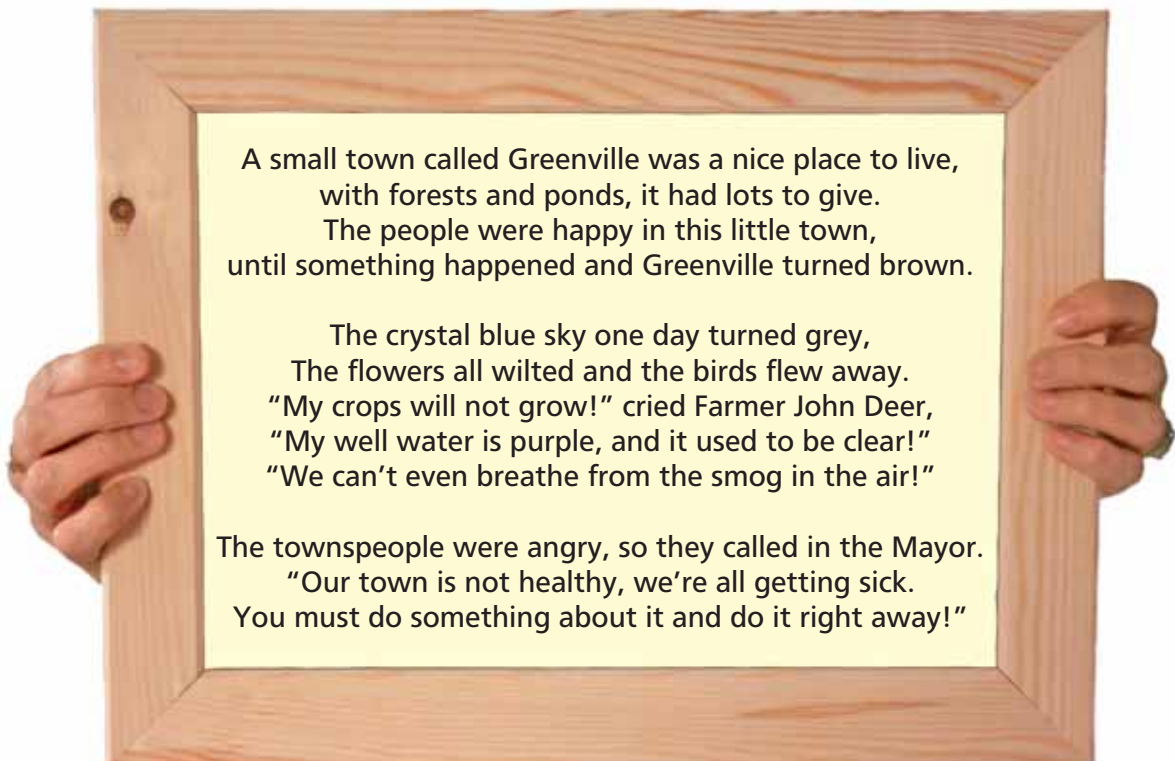 A small town called Greenville was a nice place to live,
with forests and ponds, it had lots to give.
The people were happy in this little town,
until something happened and Greenville turned brown.
The crystal blue sky one day turned grey,
The flowers all wilted and the birds flew away.
“My crops will not grow!” cried Farmer John Deer,
“My well water is purple, and it used to be clear!”
“We can’t even breathe from the smog in the air!”
The townspeople were angry, so they called in the Mayor.
“Our town is not healthy, we’re all getting sick.
You must do something about it and do it right away!”